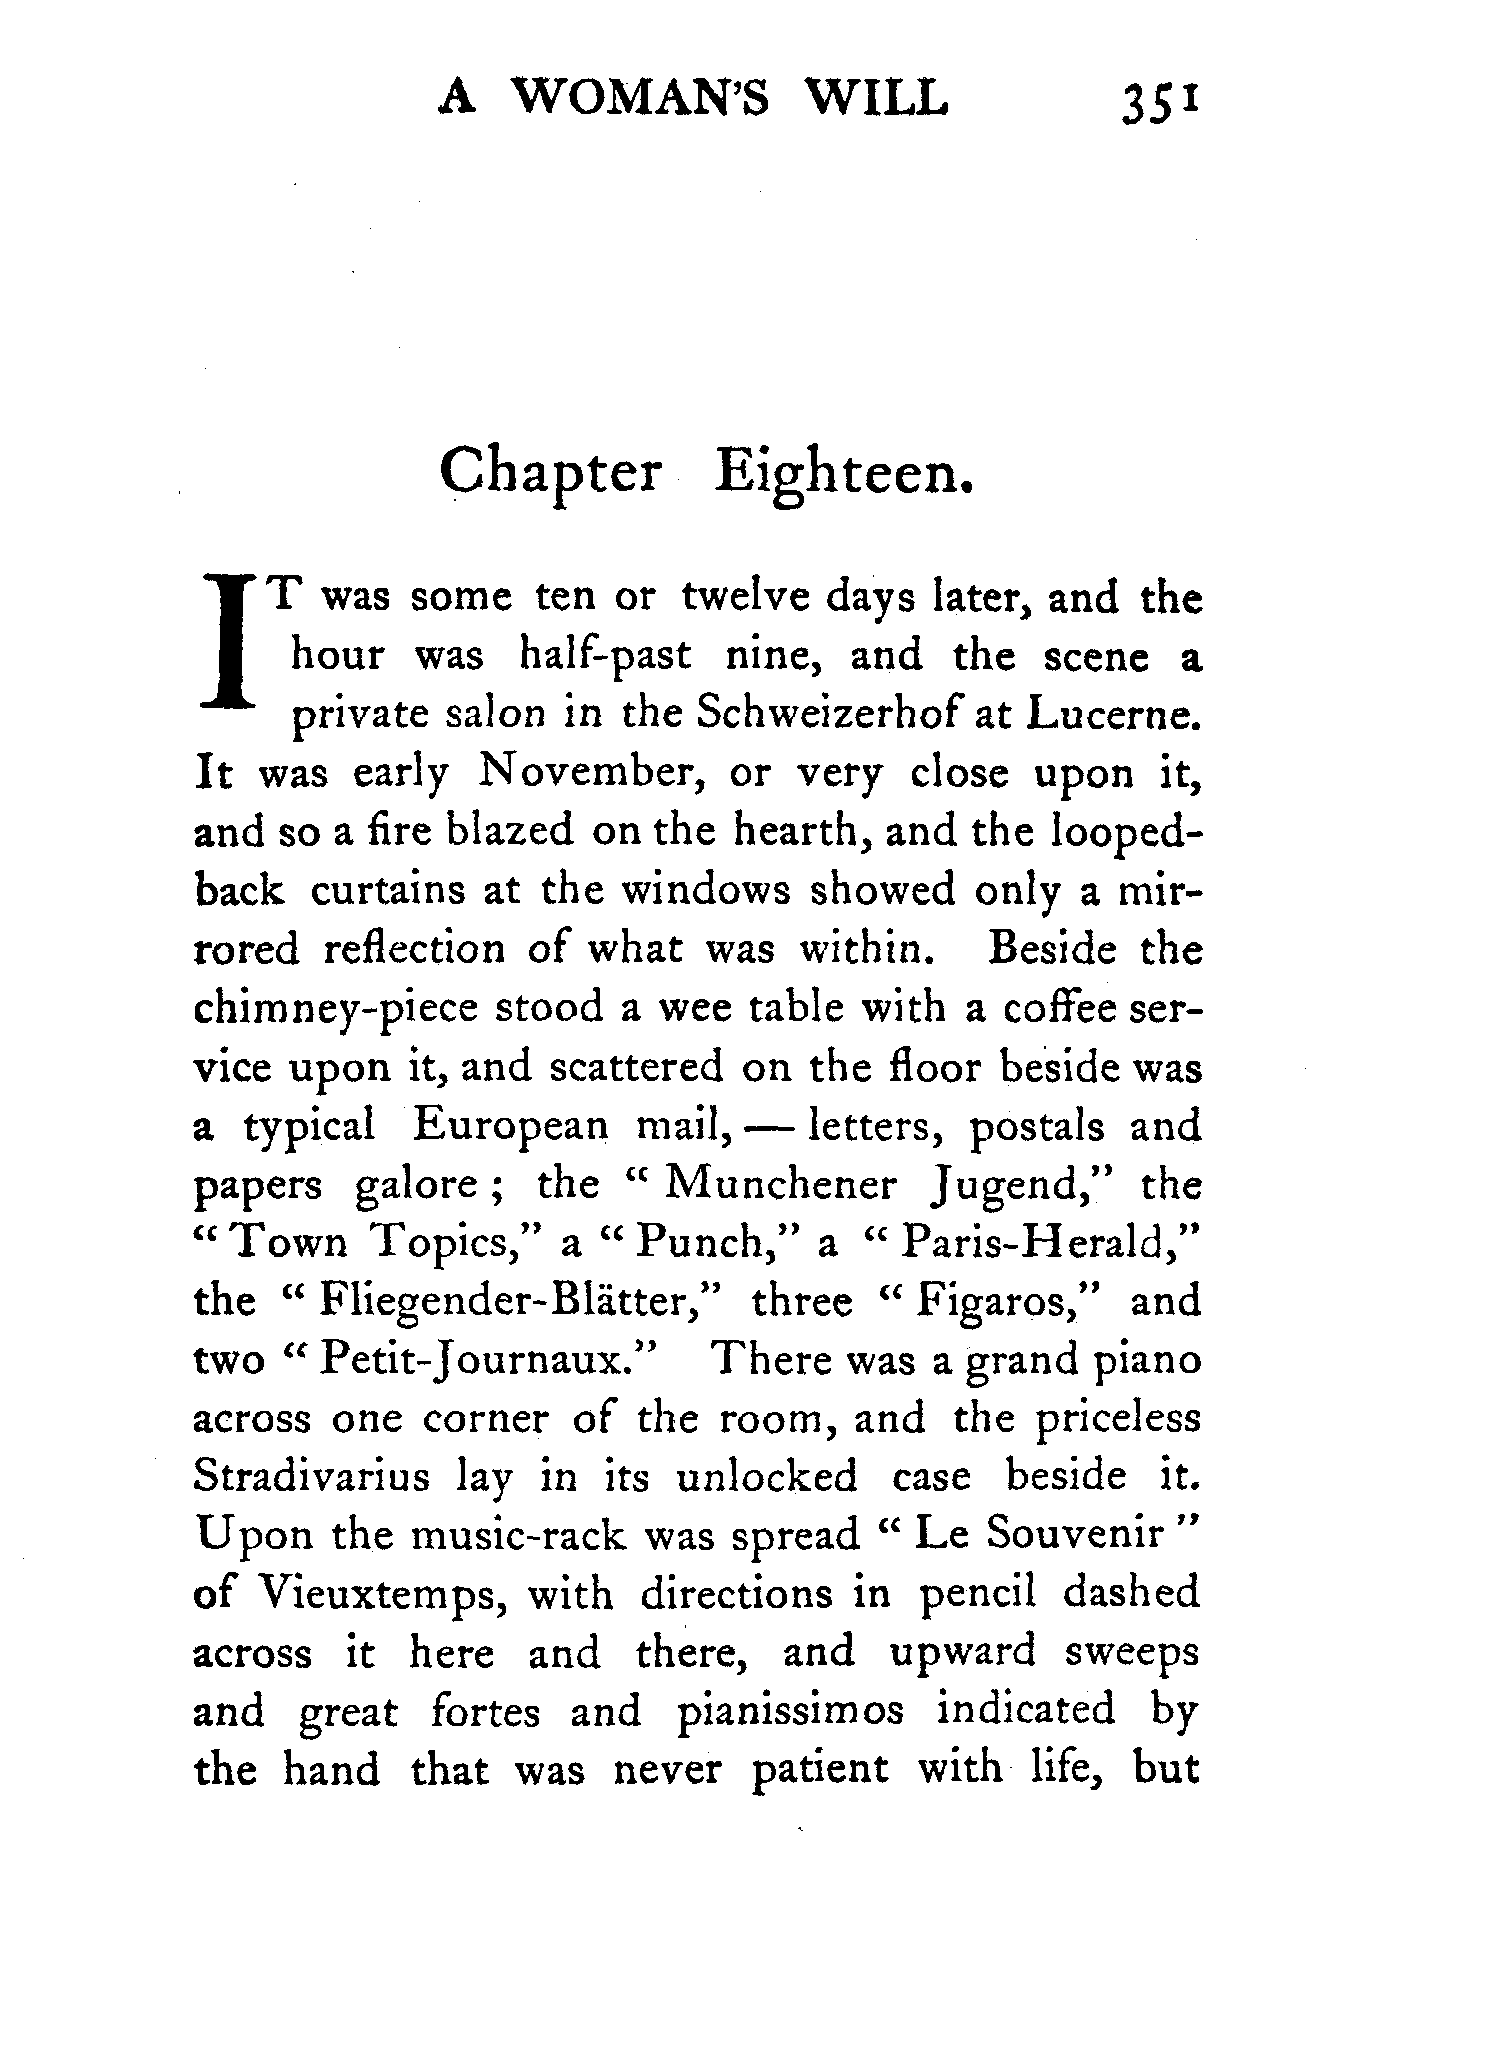 A WOMAN'S WILL 351
Chapter Eighteen.
IT was some ten or twelve days later, and the
hour was half-past nine, and the scene a
private salon in the Schweizerhof at Lucerne.
It was early November, or very close upon it,
and so a fire blazed on the hearth, and the looped-
back curtains at the windows showed only a mir-
rored reflection of what was within. Beside the
chimney-piece stood a wee table with a coffee ser-
vice upon it, and scattered on the floor beside was
a typical European mail, — letters, postals and
papers galore ; the “ Munchener Jugend,” the
“ Town Topics,” a “ Punch,” a “ Paris-Herald,”
the “ Fliegender-Blätter,” three “ Figaros,” and
two “ Petit-Journaux.” There was a grand piano
across one corner of the room, and the priceless
Stradivarius lay in its unlocked case beside it.
Upon the music-rack was spread “ Le Souvenir ”
of Vieuxtemps, with directions in pencil dashed
across it here and there, and upward sweeps
and great fortes and pianissimos indicated by
the hand that was never patient with life, but